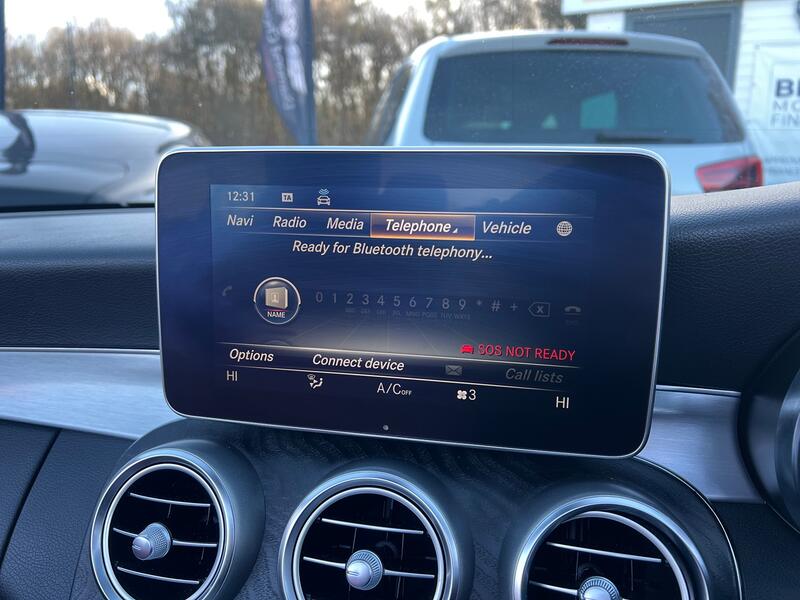 12:31 TA
Navi Radio Media Telephone Vehicle
Ready for Bluetooth telephony...
NAME 0 1 2 3 4 5 6 7 8 9 * # +
SOS NOT READY
Options Connect device Call lists
HI A/C OFF 3 HI